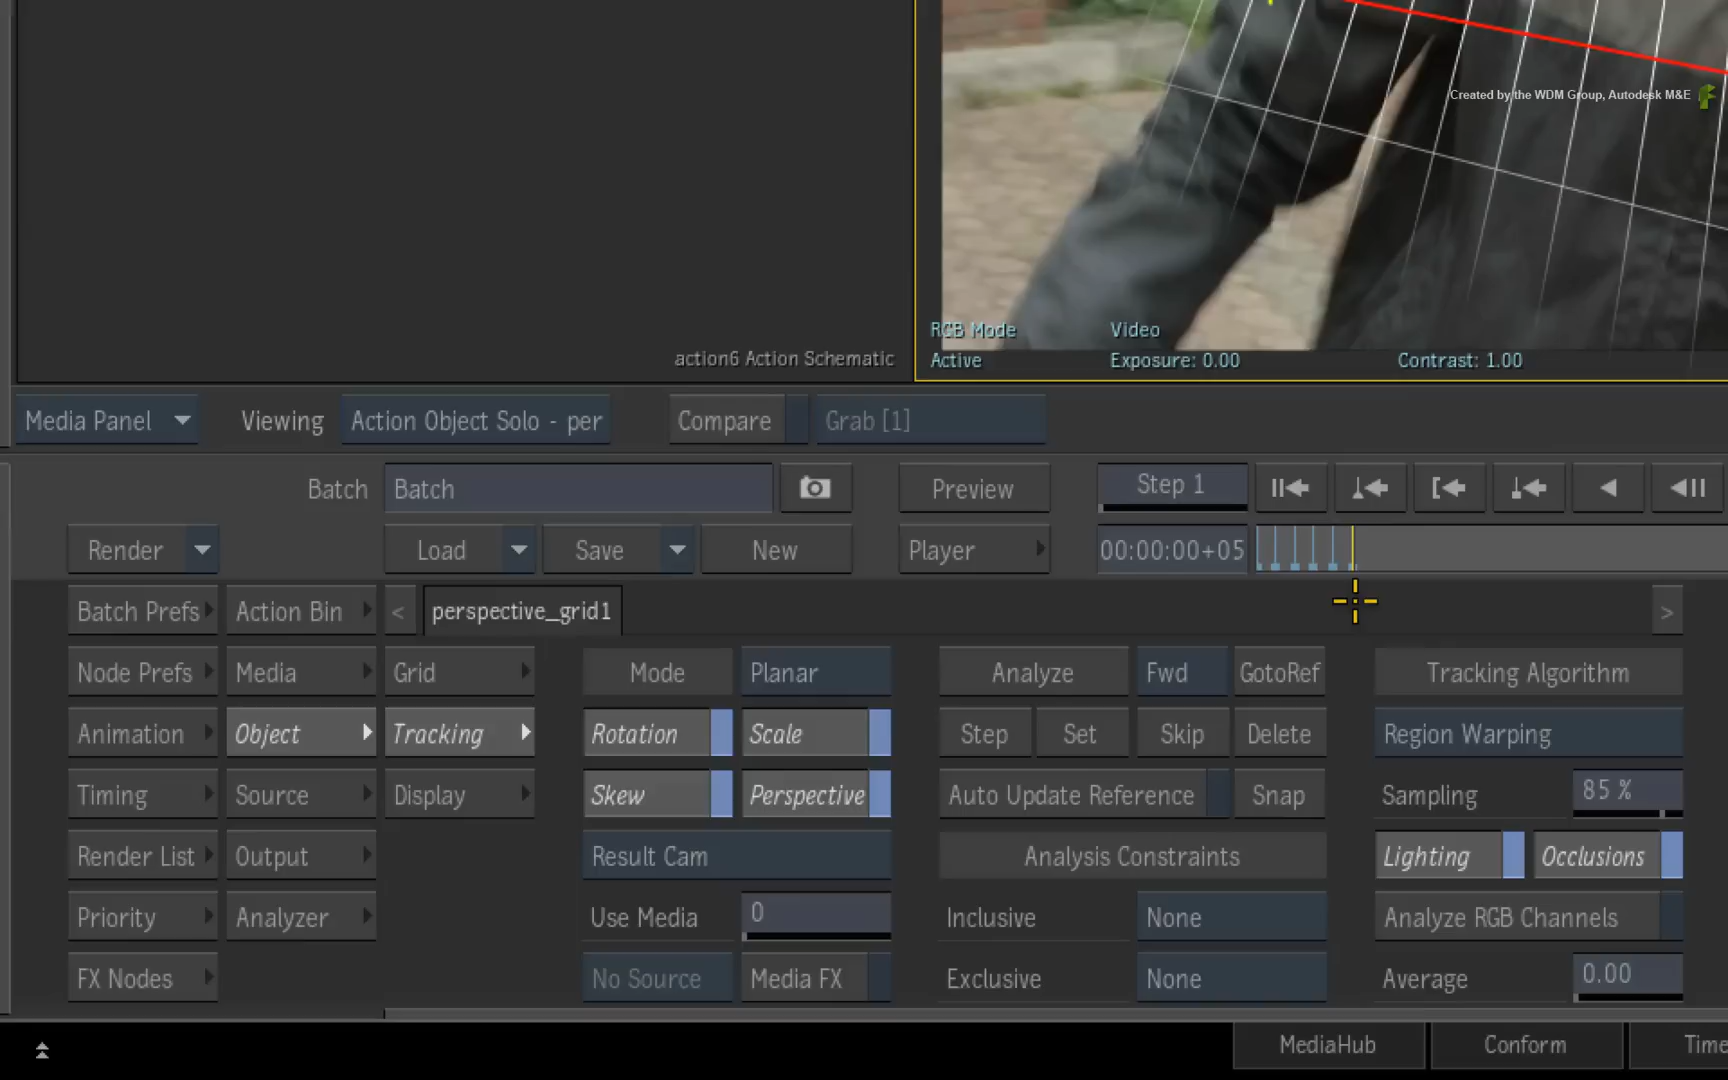 Created by the WDM Group, Autodesk M&E
RGB Mode Video
action6 Action Schematic Active Exposure: 0.00 Contrast: 1.00
Media Panel Viewing Action Object Solo - per Compare Grab [1]
Batch Batch Preview Step 1
Render Load Save New Player 00:00:00+05
Batch Prefs Action Bin < perspective_grid1 >
Node Prefs Media Grid Mode Planar Analyze Fwd GotoRef Tracking Algorithm
Animation Object Tracking Rotation Scale Step Set Skip Delete Region Warping
Timing Source Display Skew Perspective Auto Update Reference Snap Sampling 85 %
Render List Output Result Cam Analysis Constraints Lighting Occlusions
Priority Analyzer Use Media 0 Inclusive None Analyze RGB Channels
FX Nodes No Source Media FX Exclusive None Average 0.00
MediaHub Conform Time